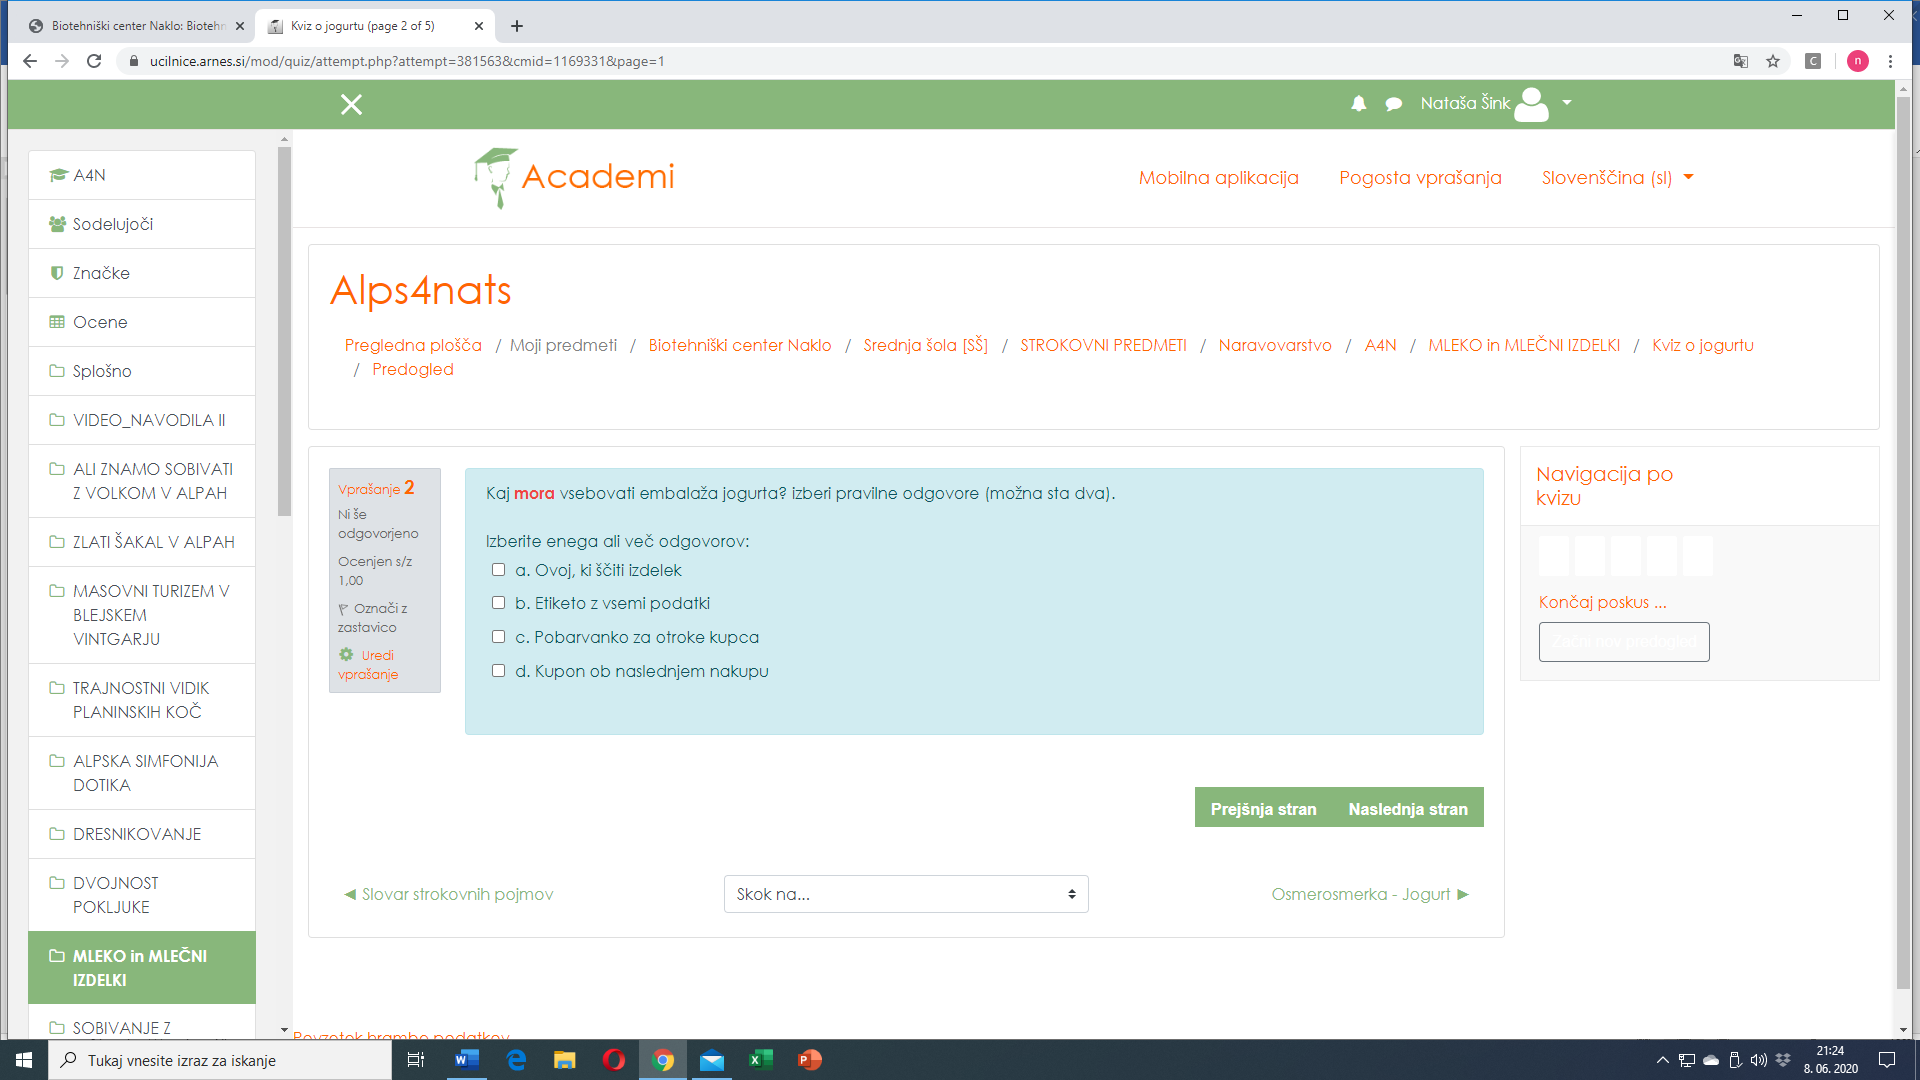 Biotehniški center Naklo: Biotehn
Kviz o jogurtu (page 2 of 5)
ucilnice.arnes.si/mod/quiz/attempt.php?attempt=381563&cmid=1169331&page=1
C
n
Nataša Šink
A4N
Sodelujoči
Značke
Ocene
Splošno
VIDEO_NAVODILA II
ALI ZNAMO SOBIVATI
Z VOLKOM V ALPAH
ZLATI ŠAKAL V ALPAH
MASOVNI TURIZEM V
BLEJSKEM
VINTGARJU
TRAJNOSTNI VIDIK
PLANINSKIH KOČ
ALPSKA SIMFONIJA
DOTIKA
DRESNIKOVANJE
DVOJNOST
POKLJUKE
MLEKO in MLEČNI
IZDELKI
SOBIVANJE Z
Academi
Mobilna aplikacija
Pogosta vprašanja
Slovenščina ‎(sl)‎
Alps4nats
Pregledna plošča / Moji predmeti / Biotehniški center Naklo / Srednja šola [SŠ] / STROKOVNI PREDMETI / Naravovarstvo / A4N / MLEKO in MLEČNI IZDELKI / Kviz o jogurtu
/ Predogled
Vprašanje 2
Ni še
odgovorjeno
Ocenjen s/z
1,00
Označi z
zastavico
Uredi
vprašanje
Kaj mora vsebovati embalaža jogurta? izberi pravilne odgovore (možna sta dva).
Izberite enega ali več odgovorov:
a. Ovoj, ki ščiti izdelek
b. Etiketo z vsemi podatki
c. Pobarvanko za otroke kupca
d. Kupon ob naslednjem nakupu
Prejšnja stran
Naslednja stran
◄ Slovar strokovnih pojmov
Skok na...
Osmerosmerka - Jogurt ►
Navigacija po
kvizu
Končaj poskus ...
Začni nov predogled
Povzetek hrambe podatkov
Tukaj vnesite izraz za iskanje
21:24
8. 06. 2020